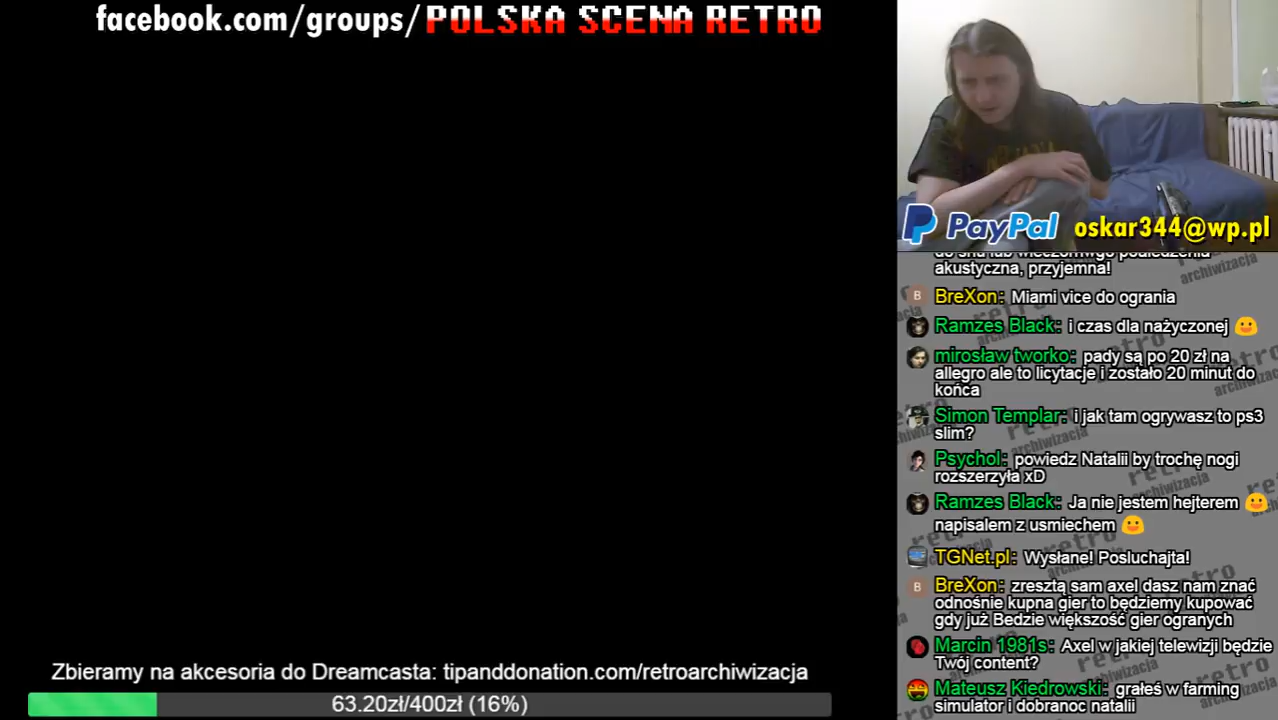 facebook.com/groups/POLSKA SCENA RETRO
PayPal oskar344@wp.pl
akustyczna, przyjemna!
BreXon: Miami vice do ogrania
Ramzes Black: i czas dla nażyczonej
mirosław tworko: pady są po 20 zł na
allegro ale to licytacje i zostało 20 minut do
końca
Simon Templar: i jak tam ogrywasz to ps3
slim?
Psychol: powiedz Natalii by trochę nogi
rozszerzyła xD
Ramzes Black: Ja nie jestem hejterem
napisalem z usmiechem
TGNet.pl: Wysłane! Posluchajta!
BreXon: zresztą sam axel dasz nam znać
odnośnie kupna gier to będziemy kupować
gdy już Bedzie większość gier ogranych
Marcin 1981s: Axel w jakiej telewizji będzie
Twój content?
Mateusz Kiedrowski: grałeś w farming
simulator i dobranoc natalii
Zbieramy na akcesoria do Dreamcasta: tipanddonation.com/retroarchiwizacja
63.20zł/400zł (16%)